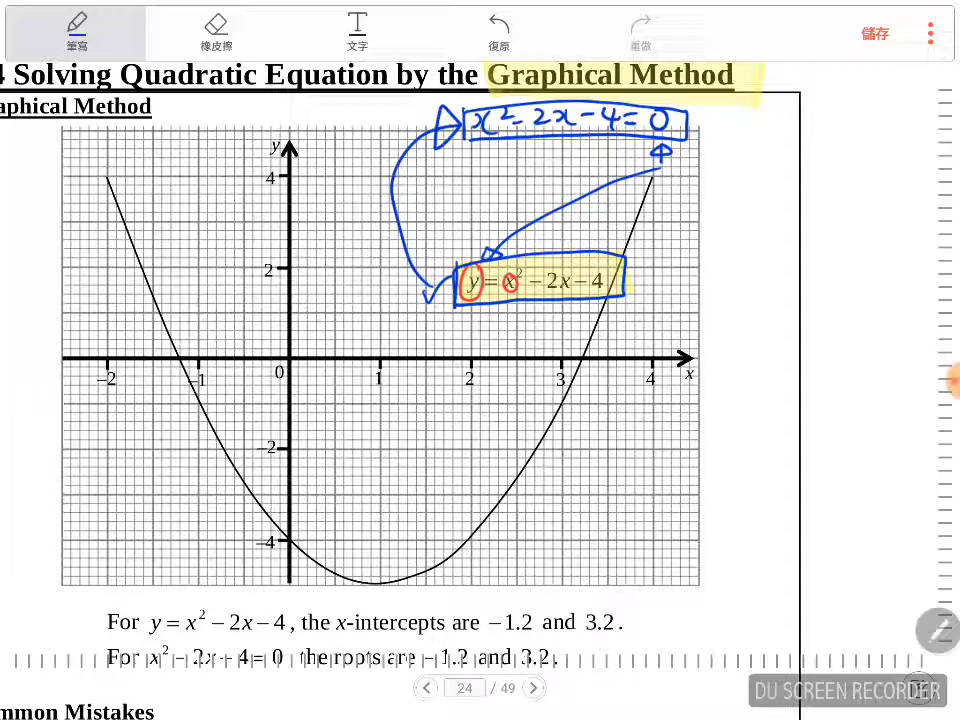 筆寫 橡皮擦 文字 復原 重做 儲存
4 Solving Quadratic Equation by the Graphical Method
aphical Method
x² - 2x - 4 = 0
y
4
2
y = x² − 2x − 4
−2 −1 0 1 2 3 4 x
−2
−4
For y = x² − 2x − 4, the x-intercepts are −1.2 and 3.2.
For x² − 2x − 4 = 0 the roots are −1.2 and 3.2.
24 / 49
DU SCREEN RECORDER
mmon Mistakes